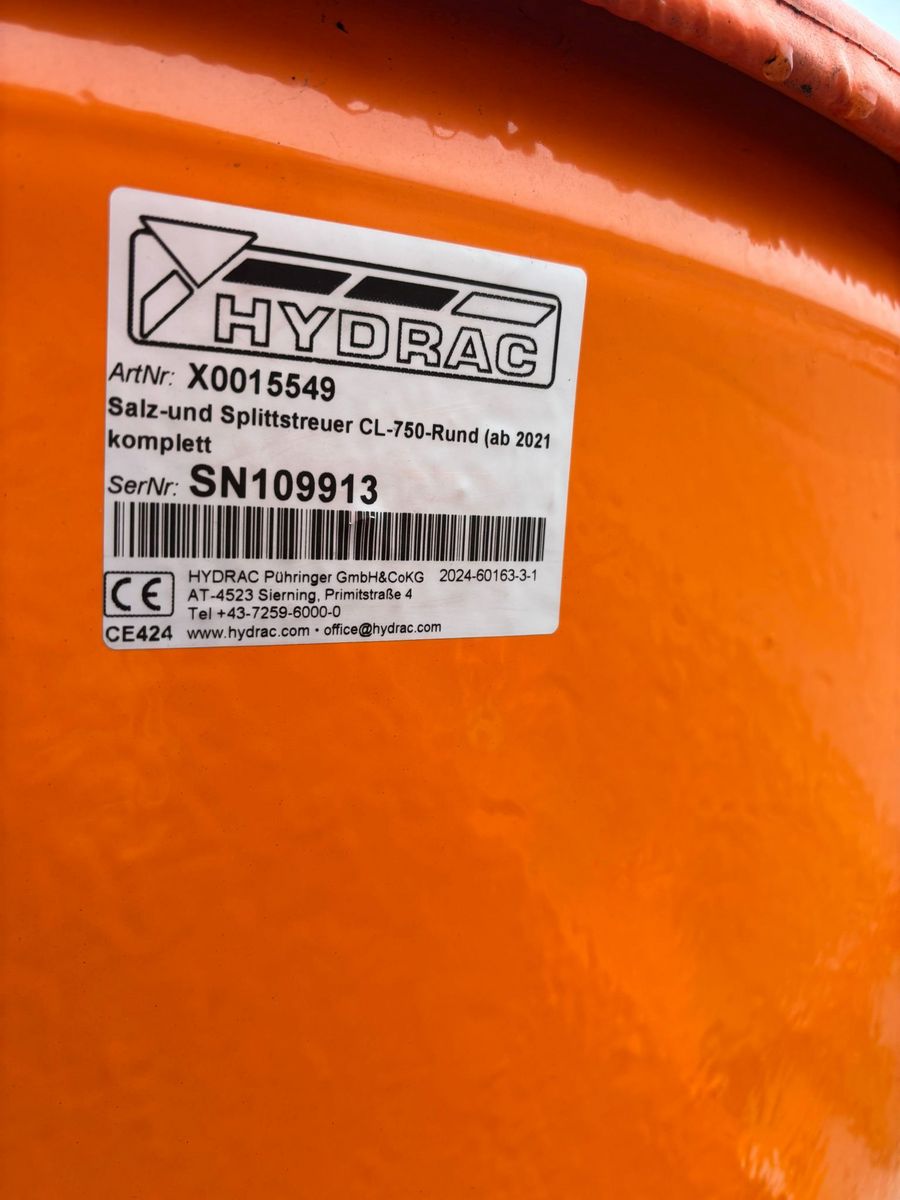 HYDRAC
ArtNr: X0015549
Salz-und Splittstreuer CL-750-Rund (ab 2021
komplett
SerNr: SN109913
HYDRAC Pühringer GmbH&CoKG 2024-60163-3-1
AT-4523 Sierning, Primitstraße 4
Tel +43-7259-6000-0
CE
CE424 www.hydrac.com • office@hydrac.com